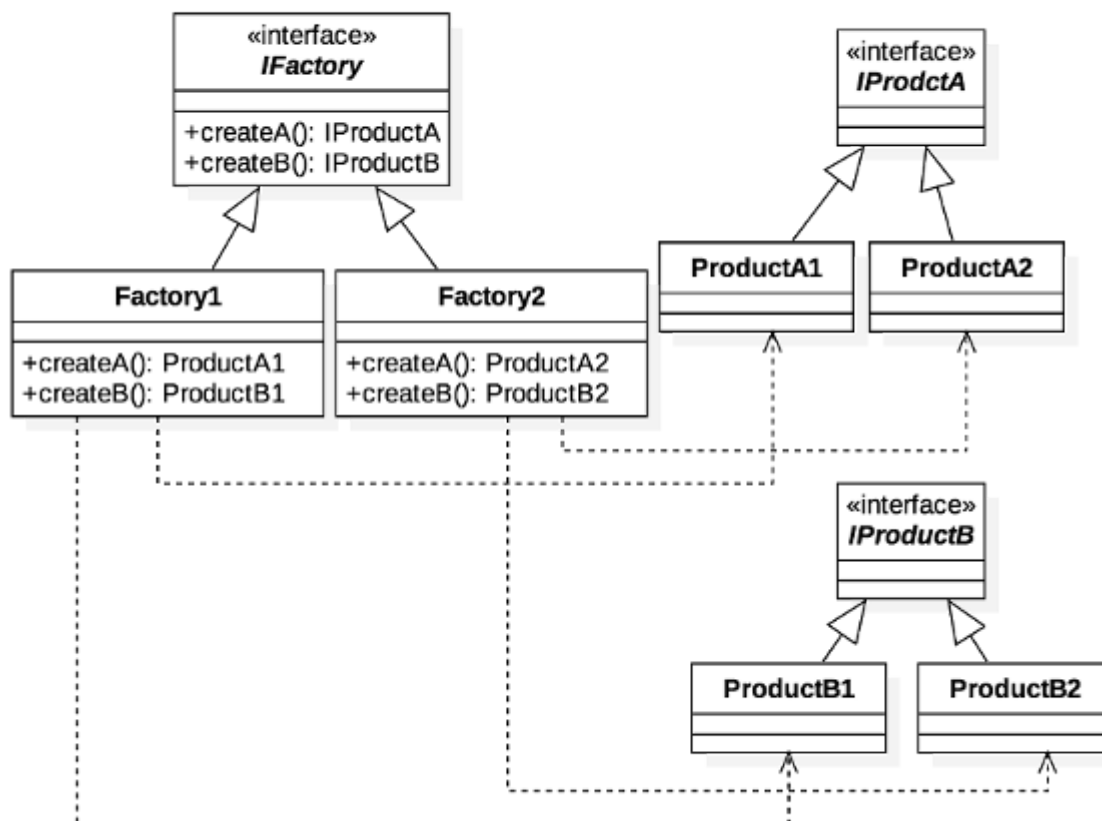 «interface»
IFactory
+createA(): IProductA
+createB(): IProductB
«interface»
IProdctA
Factory1
+createA(): ProductA1
+createB(): ProductB1
Factory2
+createA(): ProductA2
+createB(): ProductB2
ProductA1
ProductA2
«interface»
IProductB
ProductB1
ProductB2